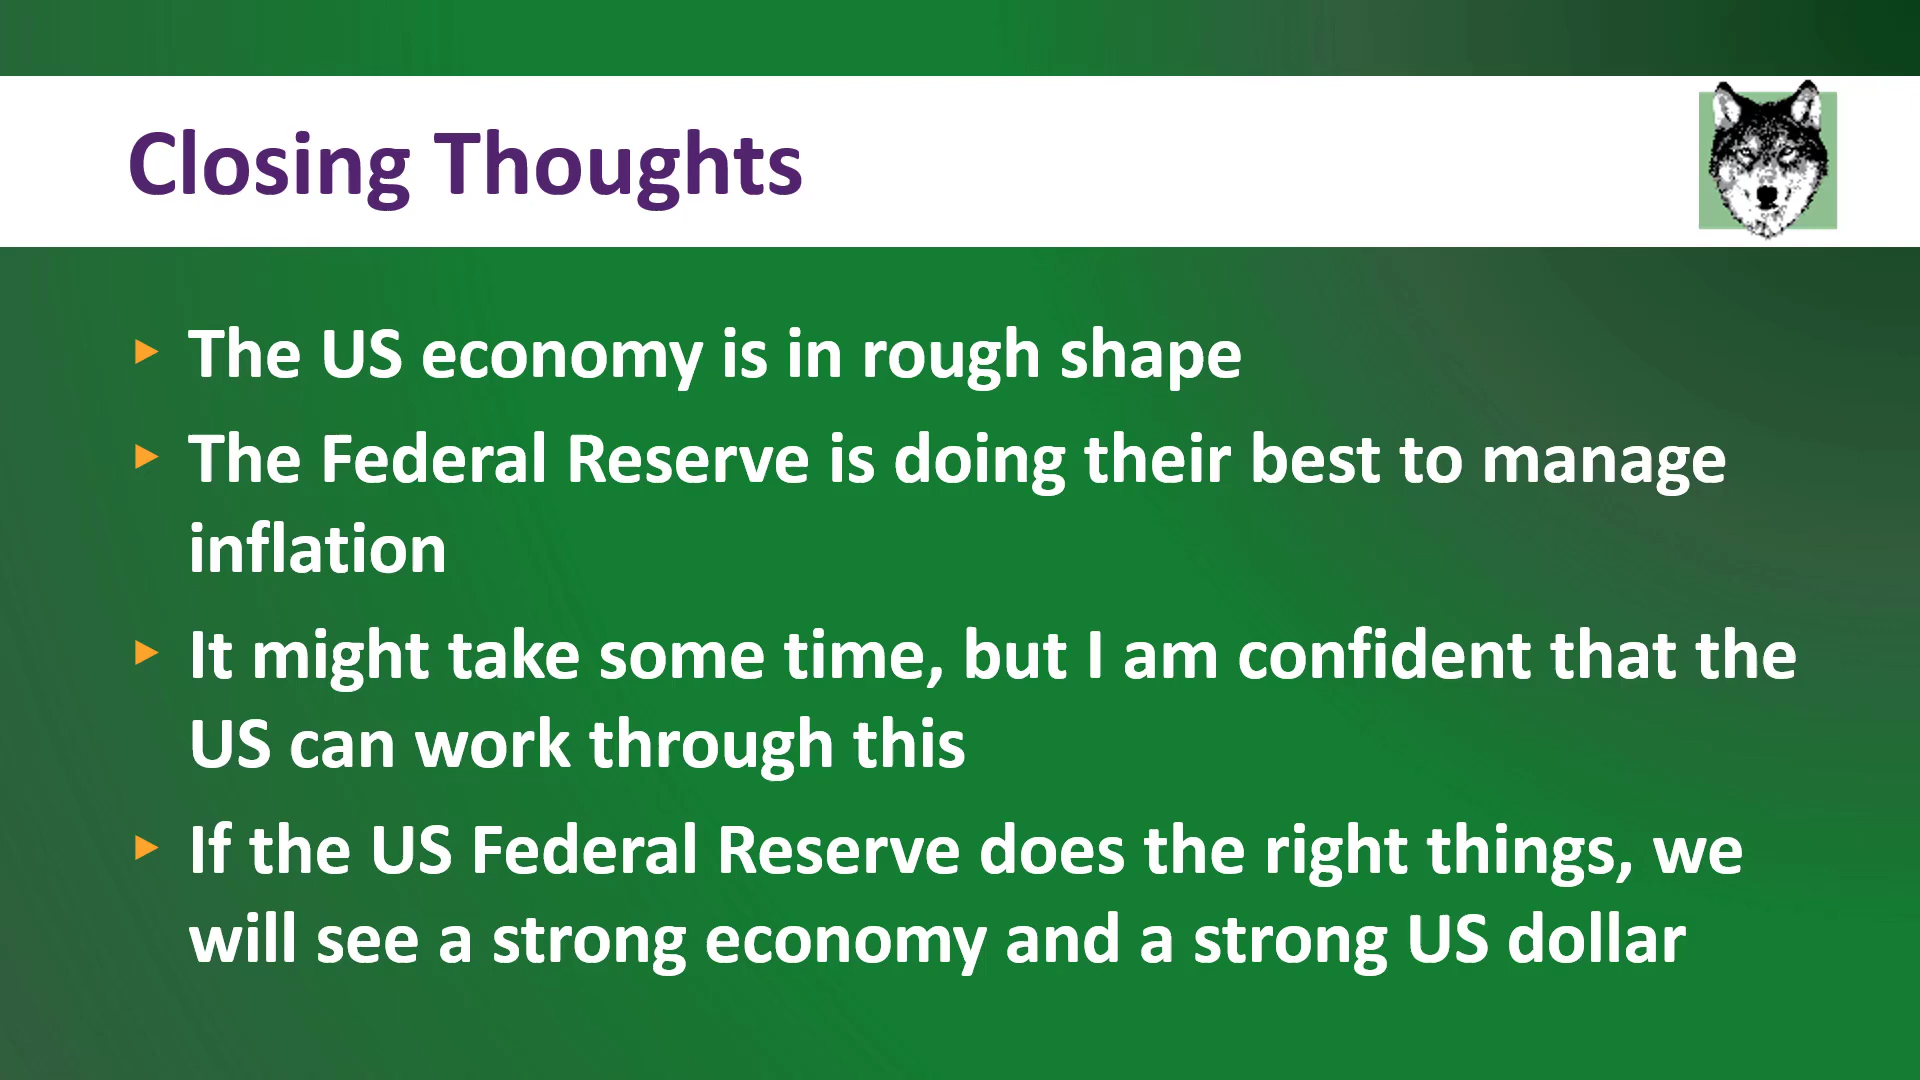 Closing Thoughts
The US economy is in rough shape
The Federal Reserve is doing their best to manage
inflation
It might take some time, but I am confident that the
US can work through this
If the US Federal Reserve does the right things, we
will see a strong economy and a strong US dollar